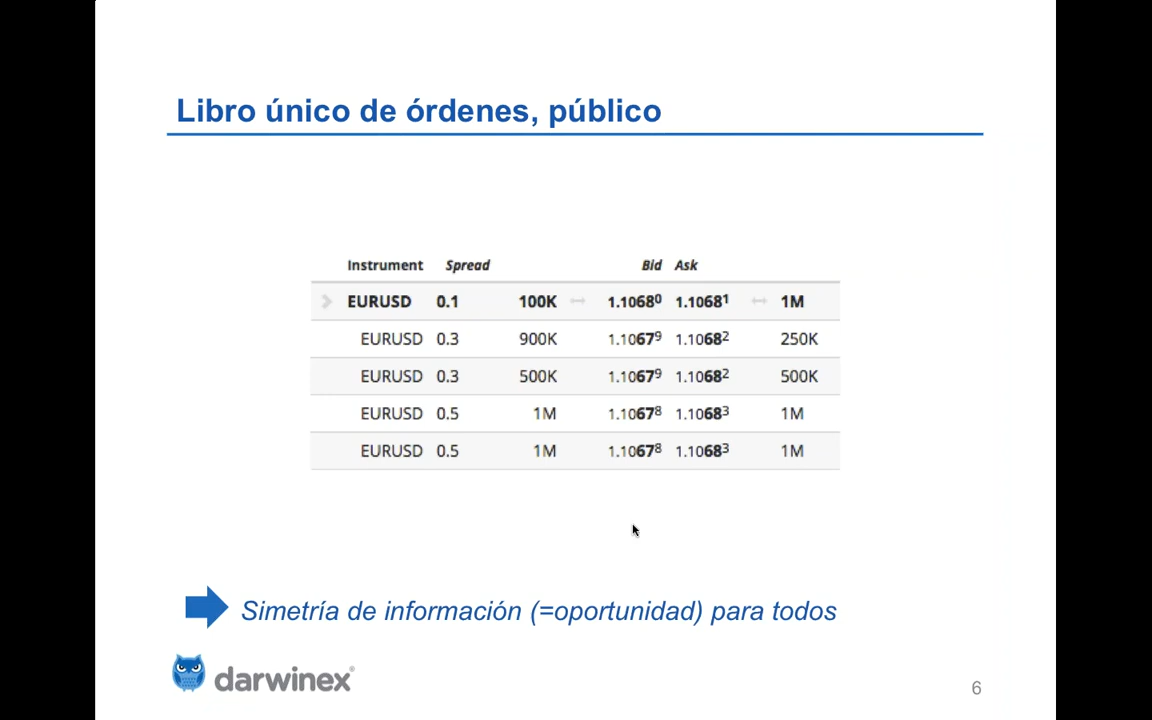 Libro único de órdenes, público
Instrument Spread Bid Ask
EURUSD 0.1 100K 1.1068⁰ 1.1068¹ 1M
EURUSD 0.3 900K 1.1067⁹ 1.1068² 250K
EURUSD 0.3 500K 1.1067⁹ 1.1068² 500K
EURUSD 0.5 1M 1.1067⁸ 1.1068³ 1M
EURUSD 0.5 1M 1.1067⁸ 1.1068³ 1M
Simetría de información (=oportunidad) para todos
darwinex®
6